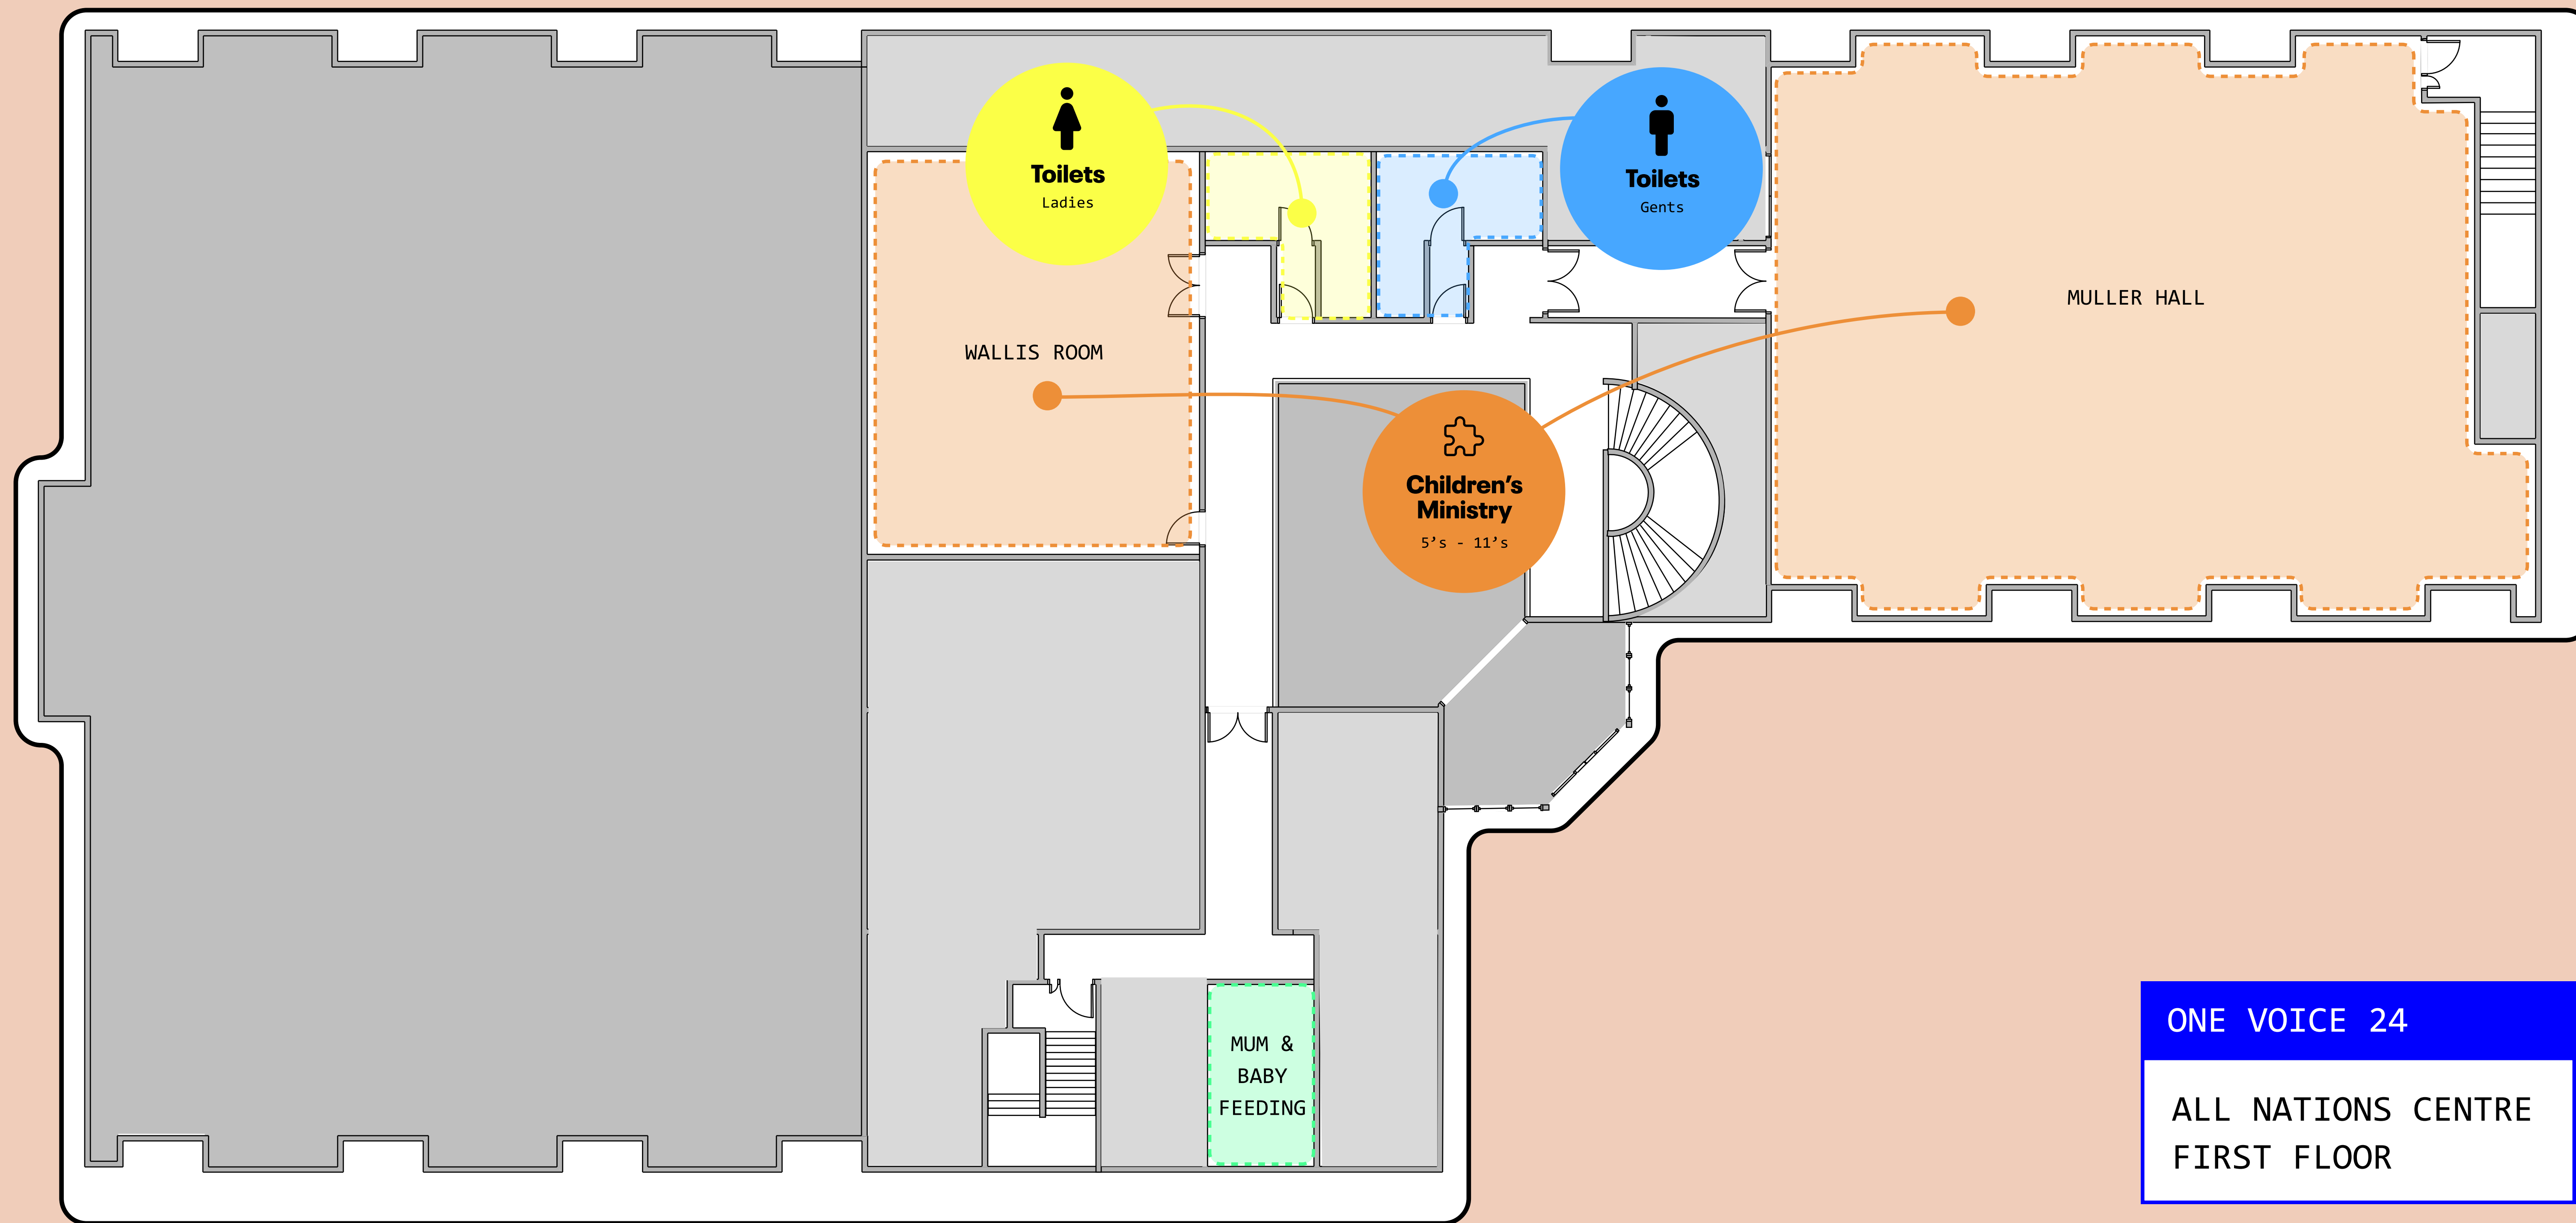 Toilets
Ladies
Toilets
Gents
WALLIS ROOM
MULLER HALL
Children’s
Ministry
5’s - 11’s
MUM &
BABY
FEEDING
ONE VOICE 24
ALL NATIONS CENTRE
FIRST FLOOR